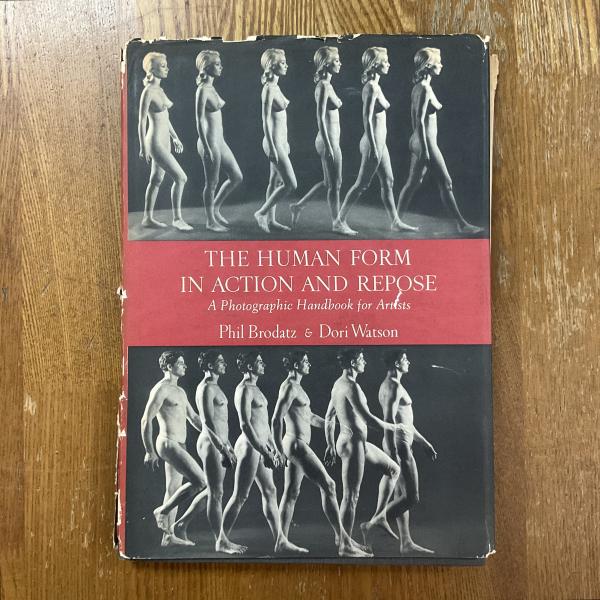 THE HUMAN FORM
IN ACTION AND REPOSE
A Photographic Handbook for Artists
Phil Brodatz & Dori Watson